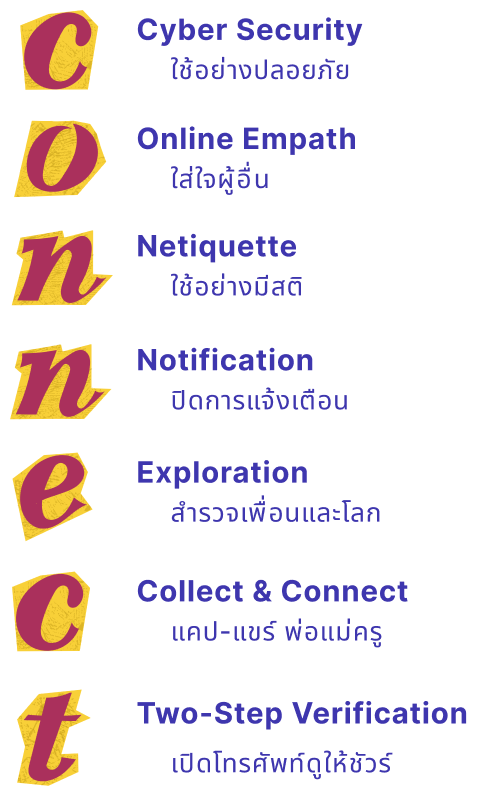 c
Cyber Security
ใช้อย่างปลอยภัย
o
Online Empath
ใส่ใจผู้อื่น
n
Netiquette
ใช้อย่างมีสติ
n
Notification
ปิดการแจ้งเตือน
e
Exploration
สำรวจเพื่อนและโลก
c
Collect & Connect
แคป-แชร์ พ่อแม่ครู
t
Two-Step Verification
เปิดโทรศัพท์ดูให้ชัวร์